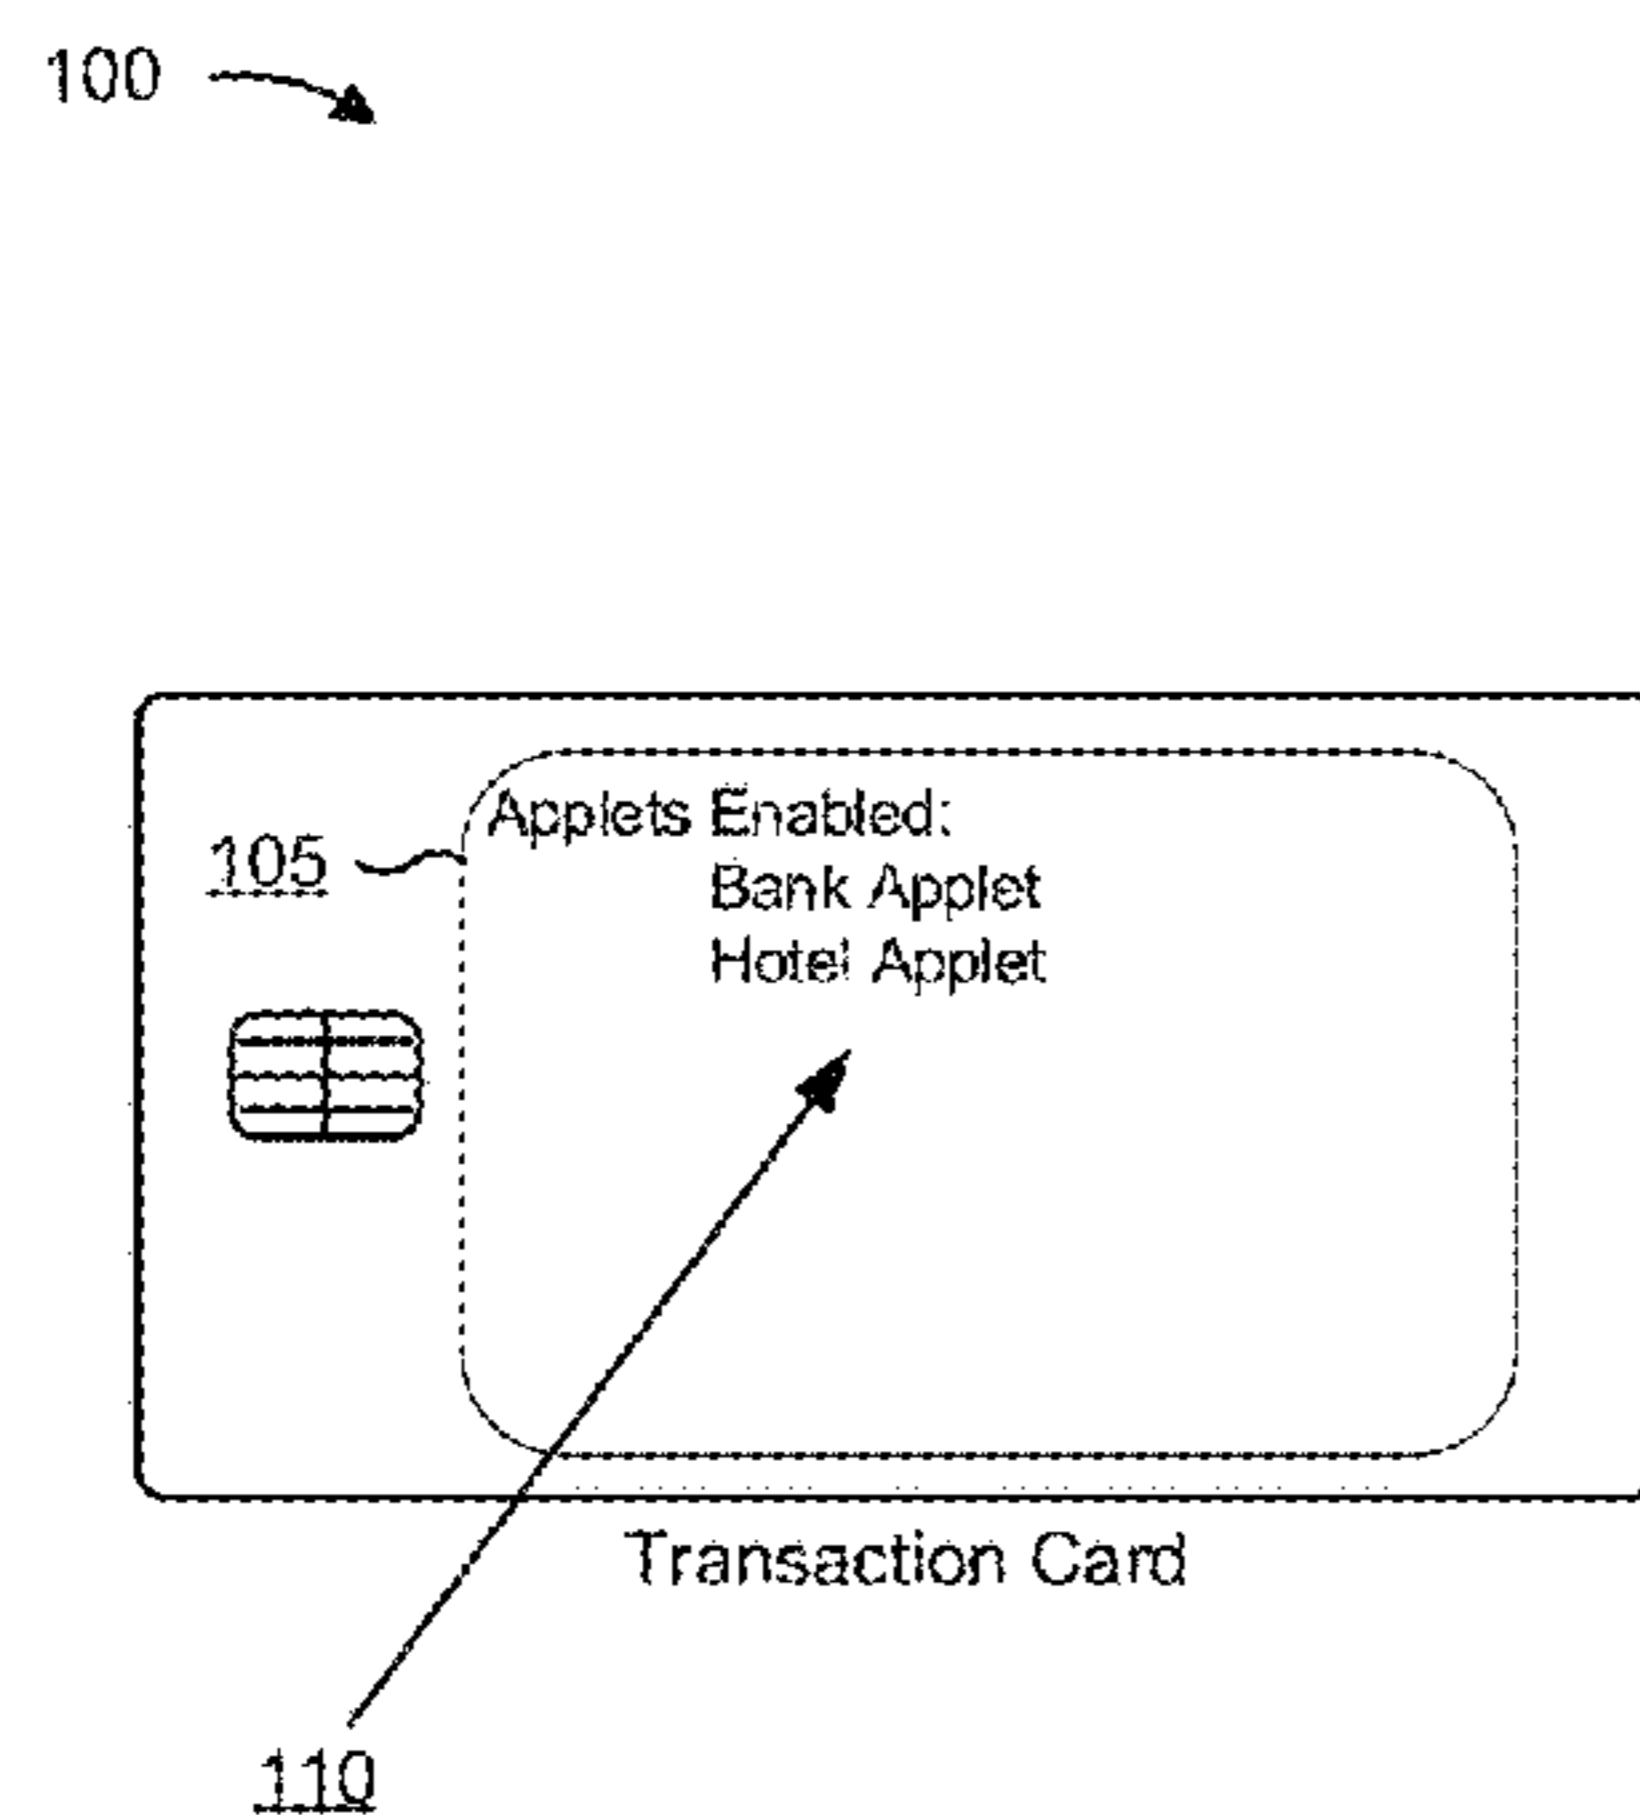 100
Applets Enabled:
105
Bank Applet
Hotel Applet
Transaction Card
110